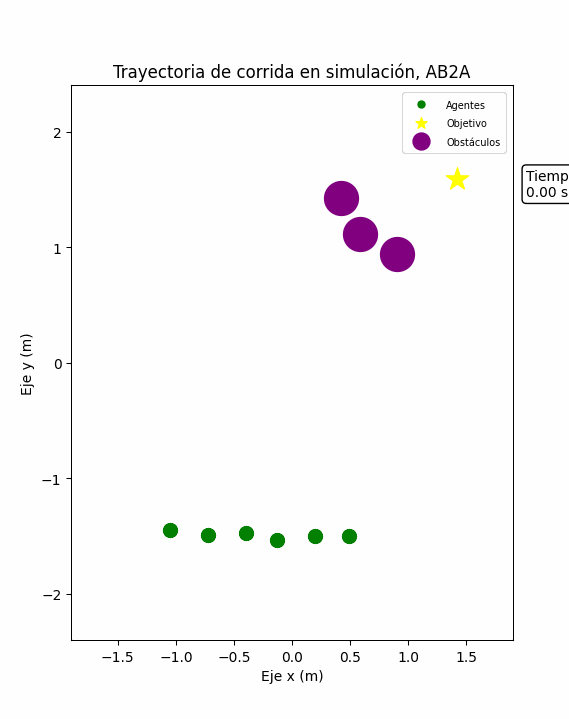 Trayectoria de corrida en simulación, AB2A
Agentes
Objetivo
Obstáculos
Tiemp
0.00 s
2
1
0
−1
−2
Eje y (m)
−1.5
−1.0
−0.5
0.0
0.5
1.0
1.5
Eje x (m)